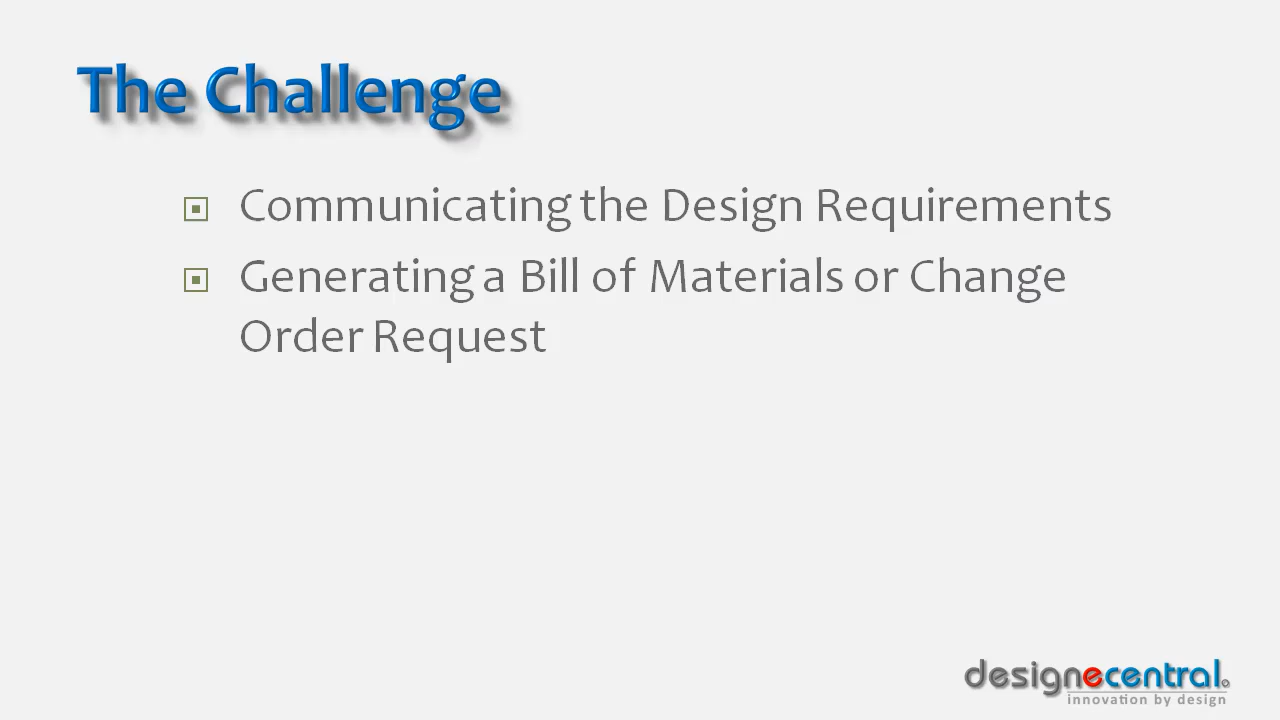 The Challenge
Communicating the Design Requirements
Generating a Bill of Materials or Change
Order Request
designecentral
innovation by design